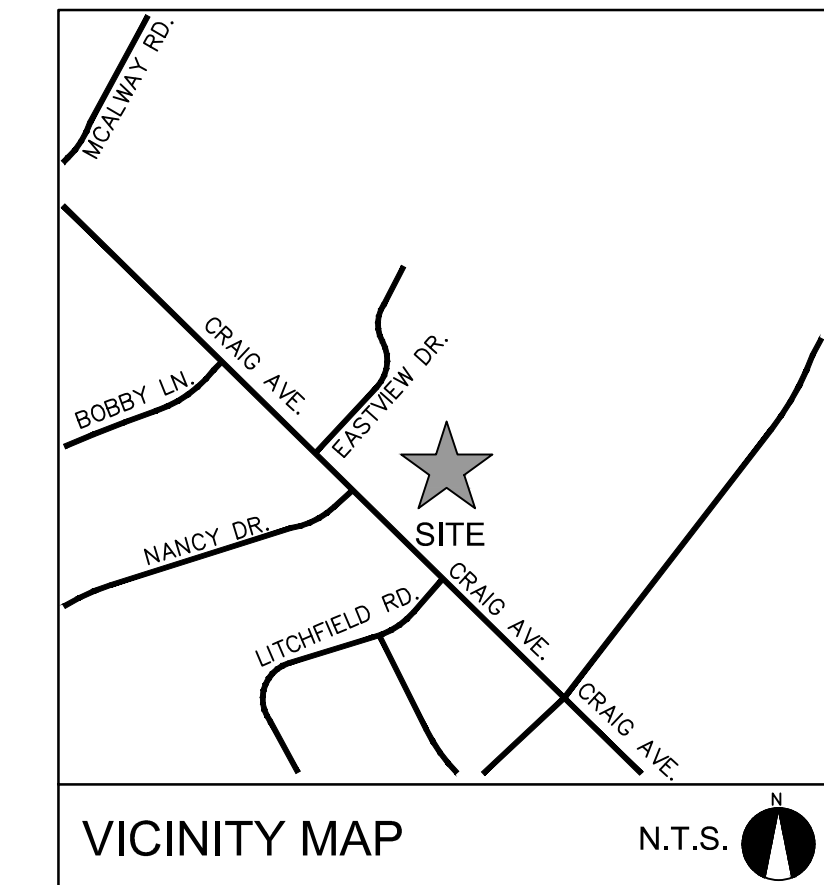 MCALWAY RD.
CRAIG AVE.
BOBBY LN.
EASTVIEW DR.
SITE
NANCY DR.
CRAIG AVE.
LITCHFIELD RD.
CRAIG AVE.
VICINITY MAP
N.T.S.
N